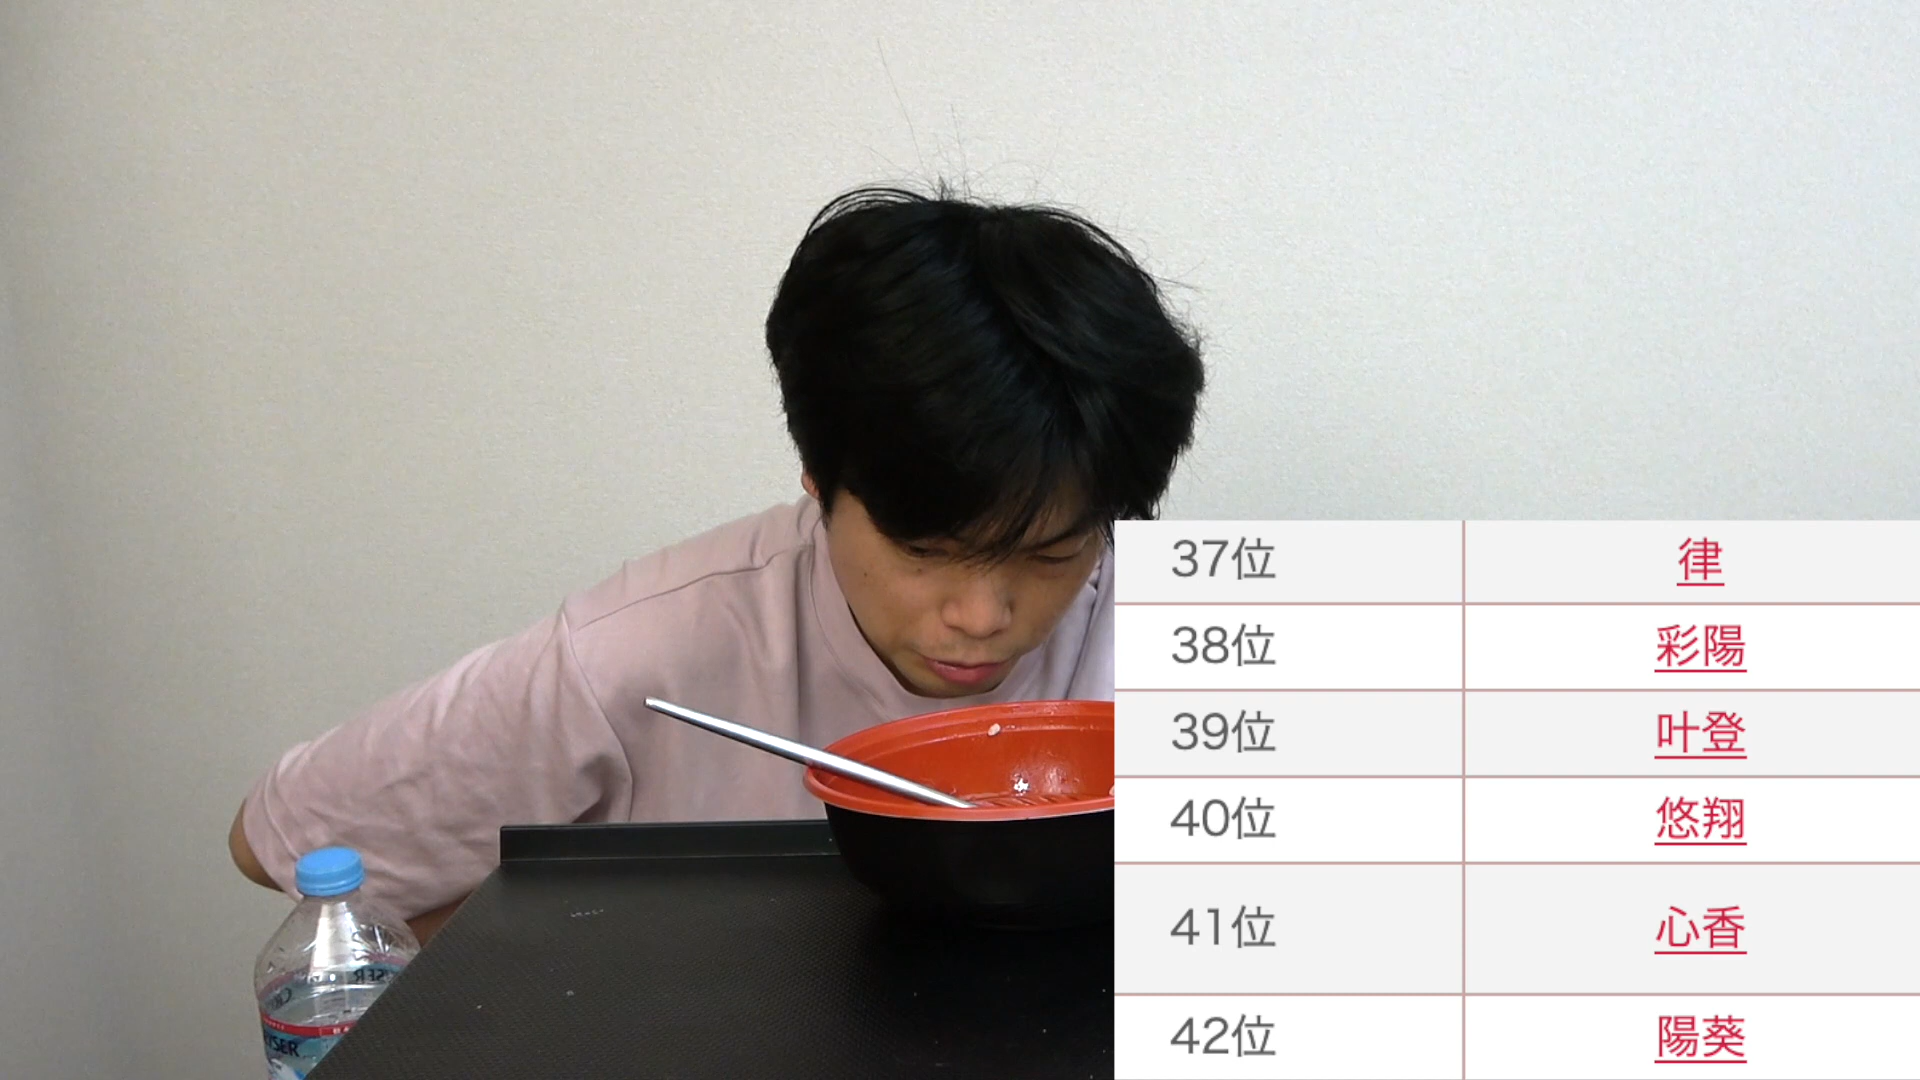 37位 律
38位 彩陽
39位 叶登
40位 悠翔
41位 心香
42位 陽葵